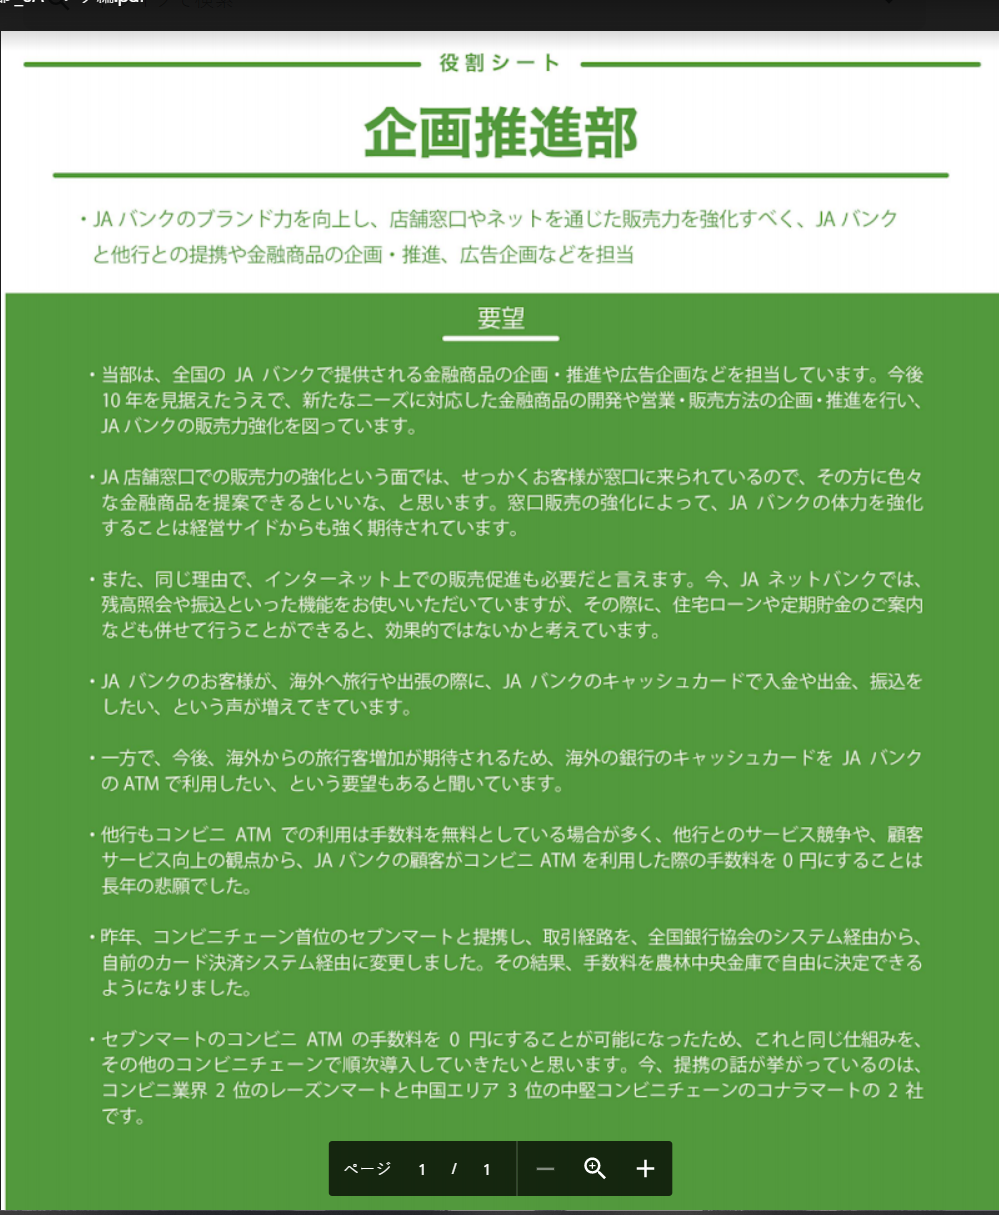 役割シート
企画推進部
・JA バンクのブランド力を向上し、店舗窓口やネットを通じた販売力を強化すべく、JA バンク
と他行との提携や金融商品の企画・推進、広告企画などを担当
要望
・当部は、全国の JA バンクで提供される金融商品の企画・推進や広告企画などを担当しています。今後
10 年を見据えたうえで、新たなニーズに対応した金融商品の開発や営業・販売方法の企画・推進を行い、
JA バンクの販売力強化を図っています。
・JA 店舗窓口での販売力の強化という面では、せっかくお客様が窓口に来られているので、その方に色々
な金融商品を提案できるといいな、と思います。窓口販売の強化によって、JA バンクの体力を強化
することは経営サイドからも強く期待されています。
・また、同じ理由で、インターネット上での販売促進も必要だと言えます。今、JA ネットバンクでは、
残高照会や振込といった機能をお使いいただいていますが、その際に、住宅ローンや定期貯金のご案内
なども併せて行うことができると、効果的ではないかと考えています。
・JA バンクのお客様が、海外へ旅行や出張の際に、JA バンクのキャッシュカードで入金や出金、振込を
したい、という声が増えてきています。
・一方で、今後、海外からの旅行客増加が期待されるため、海外の銀行のキャッシュカードを JA バンク
の ATM で利用したい、という要望もあると聞いています。
・他行もコンビニ ATM での利用は手数料を無料としている場合が多く、他行とのサービス競争や、顧客
サービス向上の観点から、JA バンクの顧客がコンビニ ATM を利用した際の手数料を 0 円にすることは
長年の悲願でした。
・昨年、コンビニチェーン首位のセブンマートと提携し、取引経路を、全国銀行協会のシステム経由から、
自前のカード決済システム経由に変更しました。その結果、手数料を農林中央金庫で自由に決定できる
ようになりました。
・セブンマートのコンビニ ATM の手数料を 0 円にすることが可能になったため、これと同じ仕組みを、
その他のコンビニチェーンで順次導入していきたいと思います。今、提携の話が挙がっているのは、
コンビニ業界 2 位のレーズンマートと中国エリア 3 位の中堅コンビニチェーンのコナラマートの 2 社
です。
ページ 1 / 1